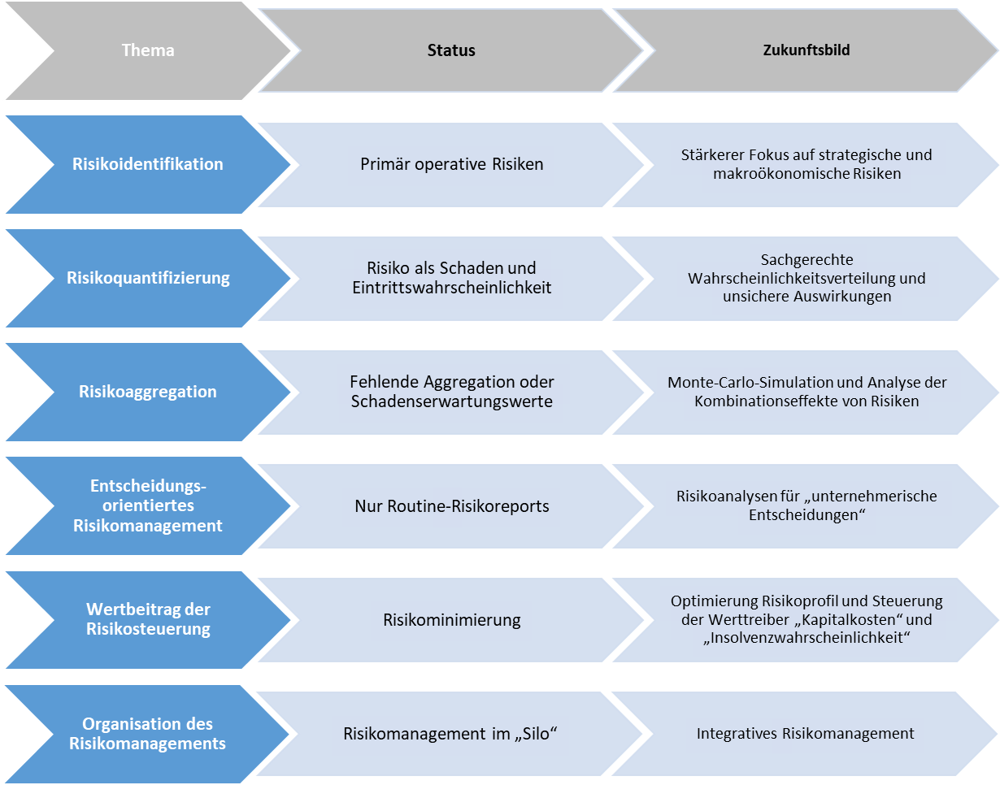 Thema
Status
Zukunftsbild
Risikoidentifikation
Primär operative Risiken
Stärkerer Fokus auf strategische und
makroökonomische Risiken
Risikoquantifizierung
Risiko als Schaden und
Eintrittswahrscheinlichkeit
Sachgerechte
Wahrscheinlichkeitsverteilung und
unsichere Auswirkungen
Risikoaggregation
Fehlende Aggregation oder
Schadenserwartungswerte
Monte-Carlo-Simulation und Analyse der
Kombinationseffekte von Risiken
Entscheidungs-
orientiertes
Risikomanagement
Nur Routine-Risikoreports
Risikoanalysen für „unternehmerische
Entscheidungen“
Wertbeitrag der
Risikosteuerung
Risikominimierung
Optimierung Risikoprofil und Steuerung
der Werttreiber „Kapitalkosten“ und
„Insolvenzwahrscheinlichkeit“
Organisation des
Risikomanagements
Risikomanagement im „Silo“
Integratives Risikomanagement